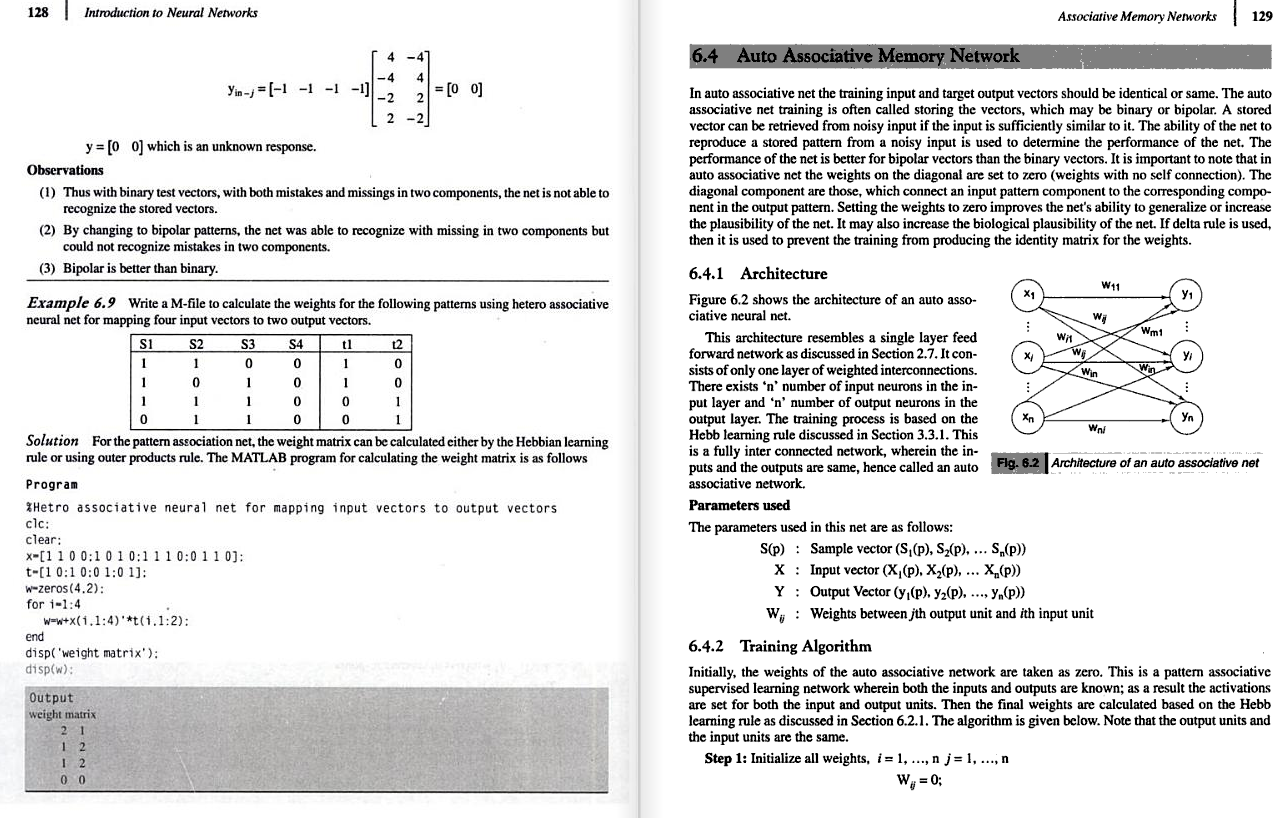 128 | Introduction to Neural Networks
y_in-j = [-1 -1 -1 -1] [4 -4; -4 4; -2 2; 2 -2] = [0 0]
y = [0 0] which is an unknown response.
Observations
(1) Thus with binary test vectors, with both mistakes and missings in two components, the net is not able to
recognize the stored vectors.
(2) By changing to bipolar patterns, the net was able to recognize with missing in two components but
could not recognize mistakes in two components.
(3) Bipolar is better than binary.
Example 6.9 Write a M-file to calculate the weights for the following patterns using hetero associative
neural net for mapping four input vectors to two output vectors.
S1 S2 S3 S4 t1 t2
1 1 0 0 1 0
1 0 1 0 1 0
1 1 1 0 0 1
0 1 1 0 0 1
Solution For the pattern association net, the weight matrix can be calculated either by the Hebbian learning
rule or using outer products rule. The MATLAB program for calculating the weight matrix is as follows
Program
%Hetro associative neural net for mapping input vectors to output vectors
clc;
clear;
x=[1 1 0 0;1 0 1 0;1 1 1 0;0 1 1 0];
t=[1 0;1 0;0 1;0 1];
w=zeros(4,2);
for i=1:4
w=w+x(i,1:4)'*t(i,1:2);
end
disp('weight matrix');
disp(w);
Output
weight matrix
2 1
1 2
1 2
0 0
Associative Memory Networks | 129
6.4 Auto Associative Memory Network
In auto associative net the training input and target output vectors should be identical or same. The auto
associative net training is often called storing the vectors, which may be binary or bipolar. A stored
vector can be retrieved from noisy input if the input is sufficiently similar to it. The ability of the net to
reproduce a stored pattern from a noisy input is used to determine the performance of the net. The
performance of the net is better for bipolar vectors than the binary vectors. It is important to note that in
auto associative net the weights on the diagonal are set to zero (weights with no self connection). The
diagonal component are those, which connect an input pattern component to the corresponding compo-
nent in the output pattern. Setting the weights to zero improves the net's ability to generalize or increase
the plausibility of the net. It may also increase the biological plausibility of the net. If delta rule is used,
then it is used to prevent the training from producing the identity matrix for the weights.
6.4.1 Architecture
Figure 6.2 shows the architecture of an auto asso-
ciative neural net.
This architecture resembles a single layer feed
forward network as discussed in Section 2.7. It con-
sists of only one layer of weighted interconnections.
There exists 'n' number of input neurons in the in-
put layer and 'n' number of output neurons in the
output layer. The training process is based on the
Hebb learning rule discussed in Section 3.3.1. This
is a fully inter connected network, wherein the in-
puts and the outputs are same, hence called an auto
associative network.
x1 w11 y1
wij
wi1 wm1
xi wij yi
win win
xn wni yn
Fig. 6.2 Architecture of an auto associative net
Parameters used
The parameters used in this net are as follows:
S(p) : Sample vector (S1(p), S2(p), ... Sn(p))
X : Input vector (X1(p), X2(p), ... Xn(p))
Y : Output Vector (y1(p), y2(p), ..., yn(p))
Wij : Weights between jth output unit and ith input unit
6.4.2 Training Algorithm
Initially, the weights of the auto associative network are taken as zero. This is a pattern associative
supervised learning network wherein both the inputs and outputs are known; as a result the activations
are set for both the input and output units. Then the final weights are calculated based on the Hebb
learning rule as discussed in Section 6.2.1. The algorithm is given below. Note that the output units and
the input units are the same.
Step 1: Initialize all weights, i = 1, ..., n j = 1, ..., n
Wij = 0;